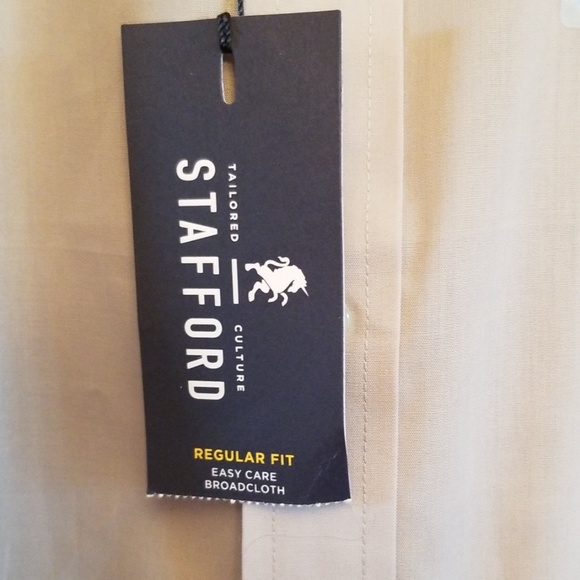 TAILORED CULTURE
STAFFORD
REGULAR FIT
EASY CARE
BROADCLOTH